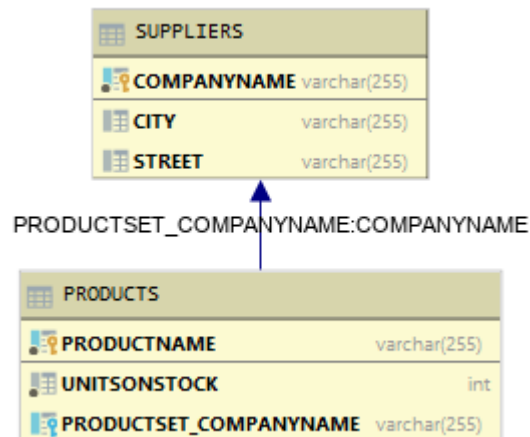 SUPPLIERS
COMPANYNAME varchar(255)
CITY varchar(255)
STREET varchar(255)
PRODUCTSET_COMPANYNAME:COMPANYNAME
PRODUCTS
PRODUCTNAME varchar(255)
UNITSONSTOCK int
PRODUCTSET_COMPANYNAME varchar(255)